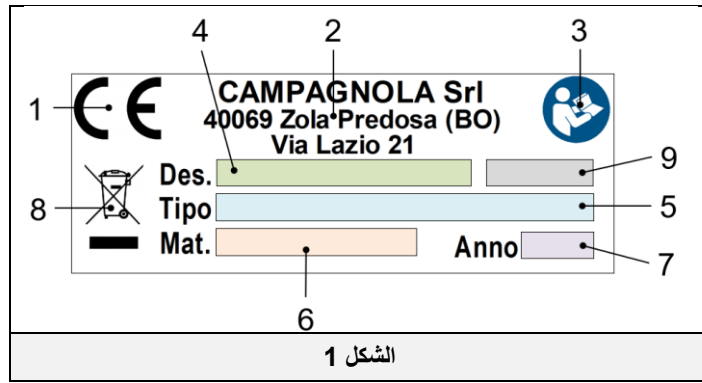 4 2 3
1 CE CAMPAGNOLA Srl
40069 Zola Predosa (BO)
Via Lazio 21
Des. 9
8 Tipo 5
Mat. Anno 7
6
الشكل 1